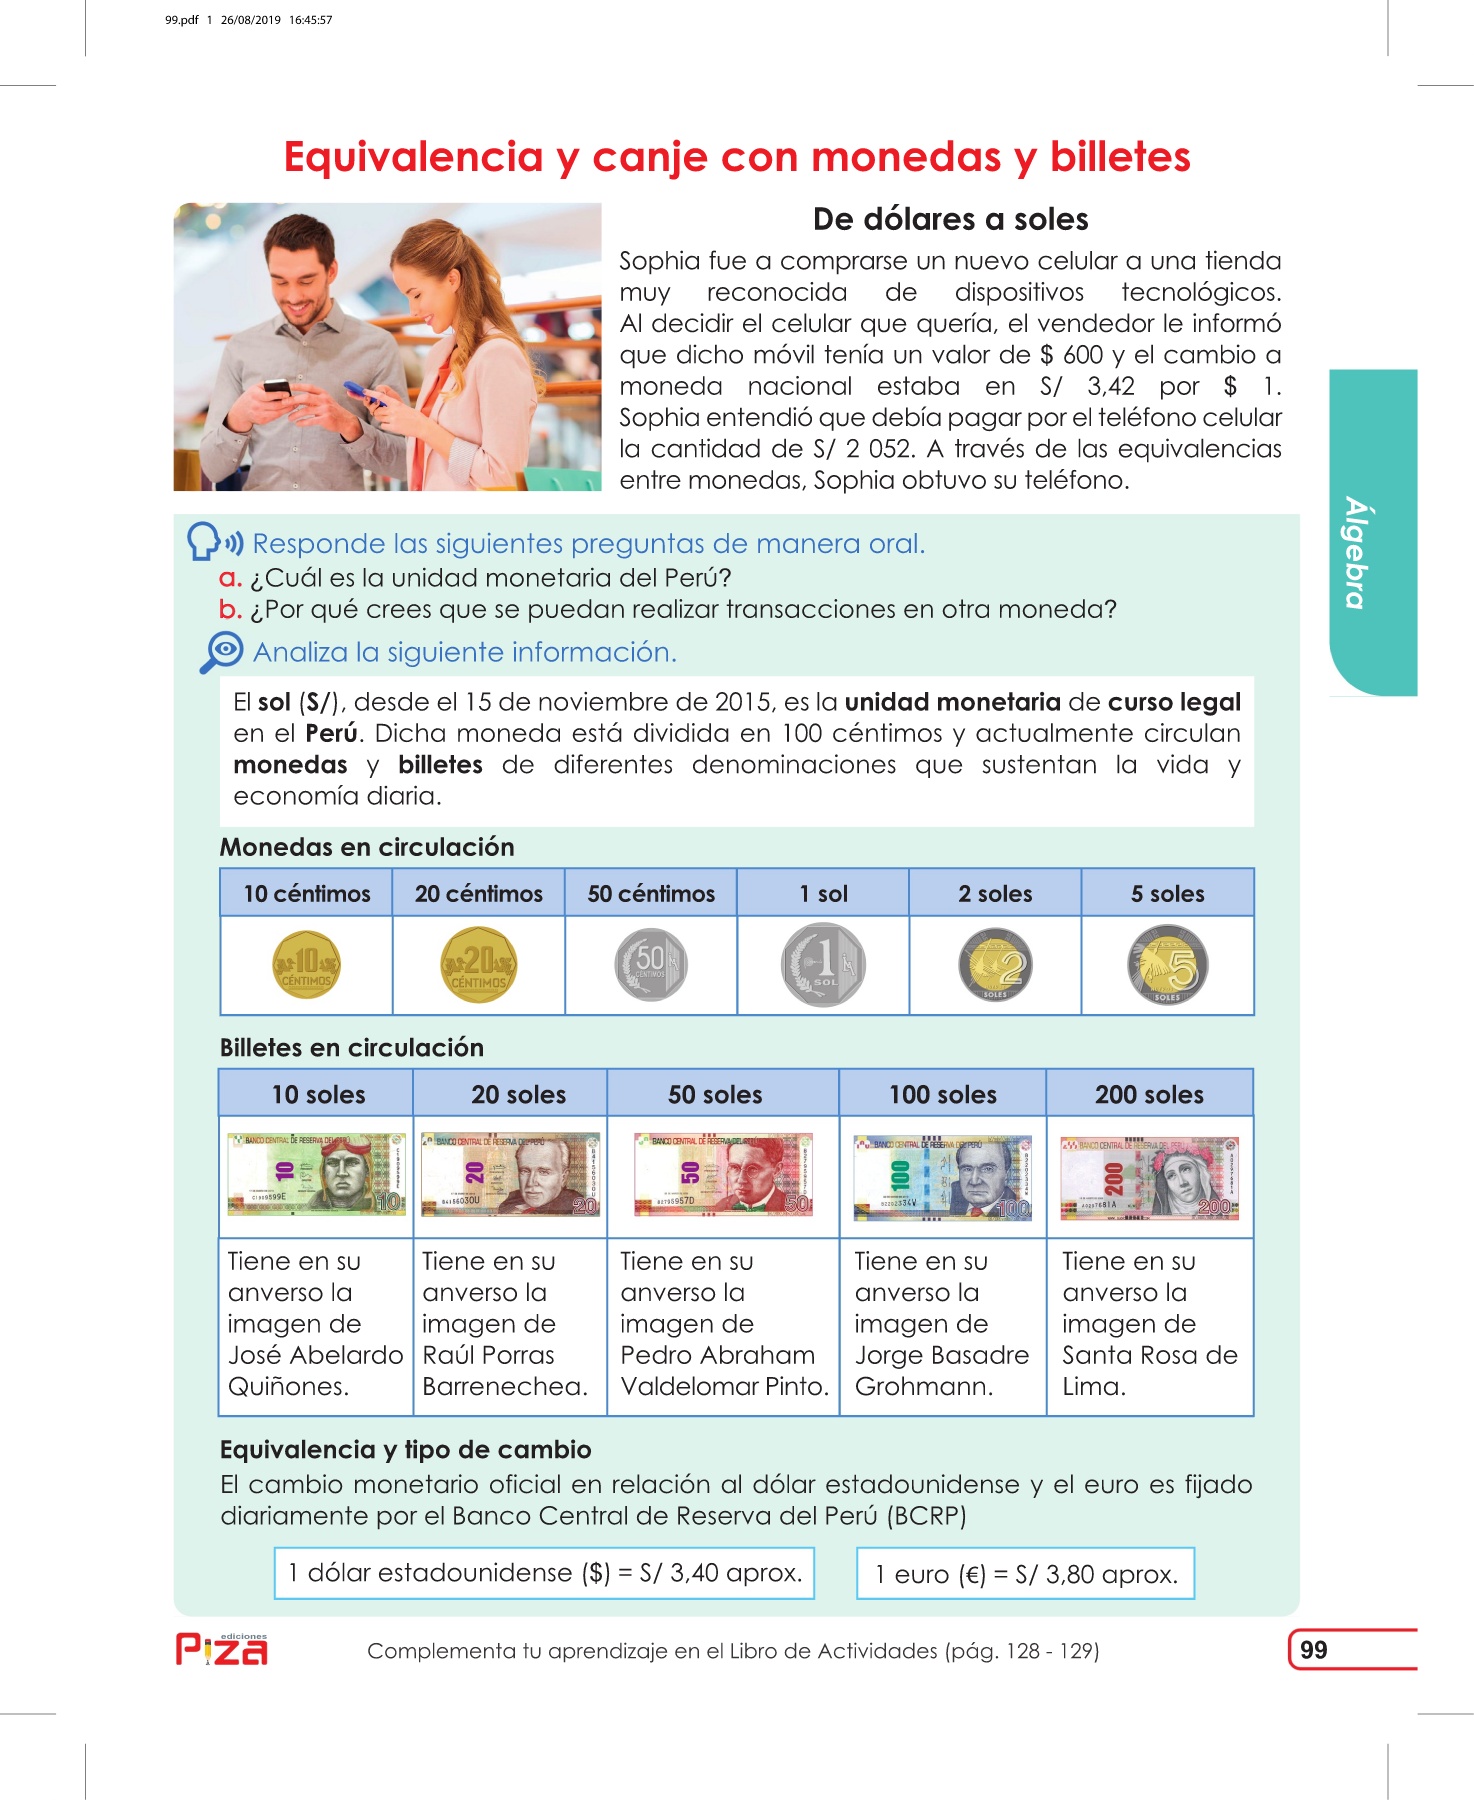 99.pdf 1 26/08/2019 16:45:57
Equivalencia y canje con monedas y billetes
De dólares a soles
Sophia fue a comprarse un nuevo celular a una tienda
muy reconocida de dispositivos tecnológicos.
Al decidir el celular que quería, el vendedor le informó
que dicho móvil tenía un valor de $ 600 y el cambio a
moneda nacional estaba en S/ 3,42 por $ 1.
Sophia entendió que debía pagar por el teléfono celular
la cantidad de S/ 2 052. A través de las equivalencias
entre monedas, Sophia obtuvo su teléfono.
Álgebra
Responde las siguientes preguntas de manera oral.
a. ¿Cuál es la unidad monetaria del Perú?
b. ¿Por qué crees que se puedan realizar transacciones en otra moneda?
Analiza la siguiente información.
El sol (S/), desde el 15 de noviembre de 2015, es la unidad monetaria de curso legal
en el Perú. Dicha moneda está dividida en 100 céntimos y actualmente circulan
monedas y billetes de diferentes denominaciones que sustentan la vida y
economía diaria.
Monedas en circulación
10 céntimos 20 céntimos 50 céntimos 1 sol 2 soles 5 soles
10 CÉNTIMOS
20 CÉNTIMOS
50 CÉNTIMOS
1 SOL
2 SOLES
5 SOLES
Billetes en circulación
10 soles 20 soles 50 soles 100 soles 200 soles
BANCO CENTRAL DE RESERVA DEL PERÚ
10
10
BANCO CENTRAL DE RESERVA DEL PERÚ
20
20
BANCO CENTRAL DE RESERVA DEL PERÚ
50
50
BANCO CENTRAL DE RESERVA DEL PERÚ
100
100
BANCO CENTRAL DE RESERVA DEL PERÚ
200
200
Tiene en su
anverso la
imagen de
José Abelardo
Quiñones.
Tiene en su
anverso la
imagen de
Raúl Porras
Barrenechea.
Tiene en su
anverso la
imagen de
Pedro Abraham
Valdelomar Pinto.
Tiene en su
anverso la
imagen de
Jorge Basadre
Grohmann.
Tiene en su
anverso la
imagen de
Santa Rosa de
Lima.
Equivalencia y tipo de cambio
El cambio monetario oficial en relación al dólar estadounidense y el euro es fijado
diariamente por el Banco Central de Reserva del Perú (BCRP)
1 dólar estadounidense ($) = S/ 3,40 aprox.
1 euro (€) = S/ 3,80 aprox.
ediciones
Piza
Complementa tu aprendizaje en el Libro de Actividades (pág. 128 - 129)
99